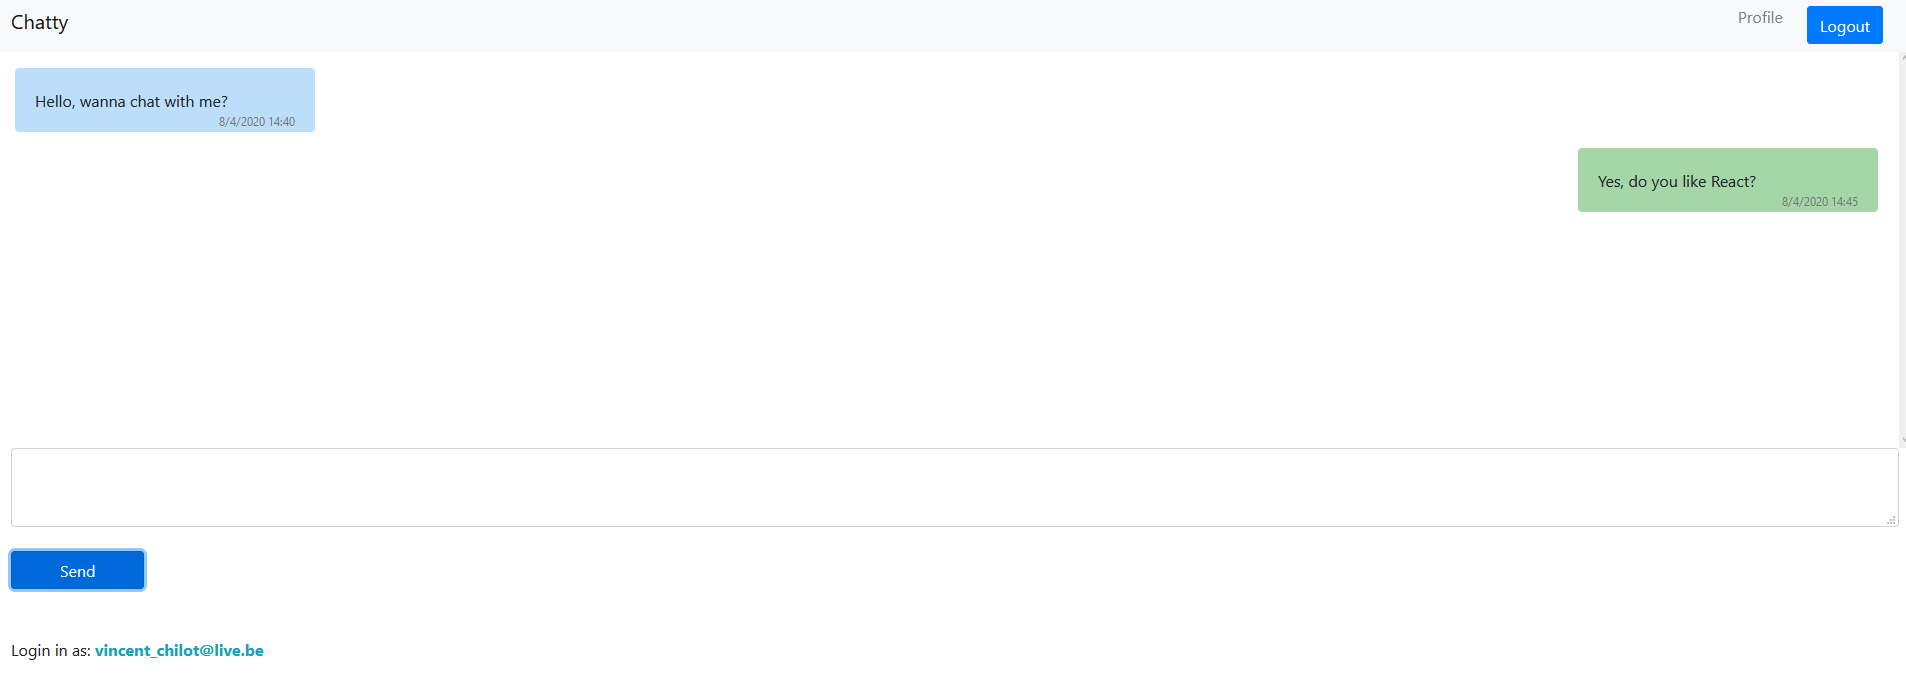 Chatty
Profile
Logout
Hello, wanna chat with me?
8/4/2020 14:40
Yes, do you like React?
8/4/2020 14:45
Send
Login in as: vincent_chilot@live.be